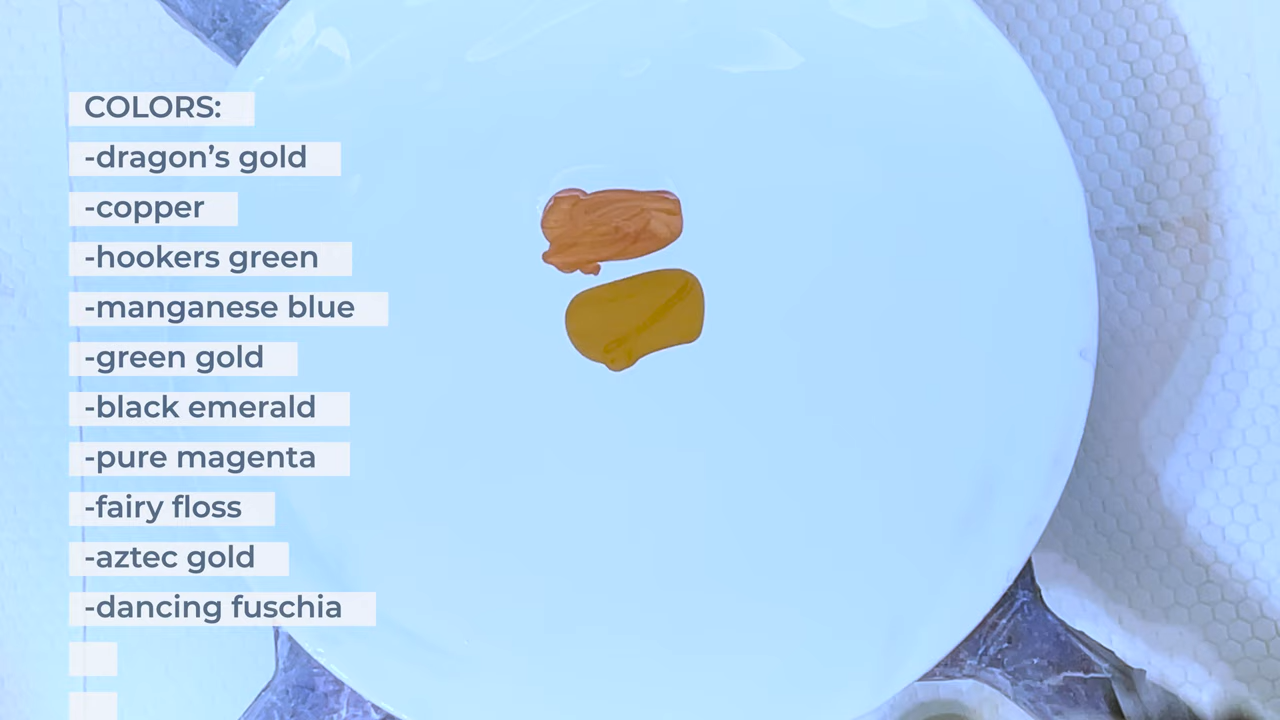 COLORS:
-dragon’s gold
-copper
-hookers green
-manganese blue
-green gold
-black emerald
-pure magenta
-fairy floss
-aztec gold
-dancing fuschia